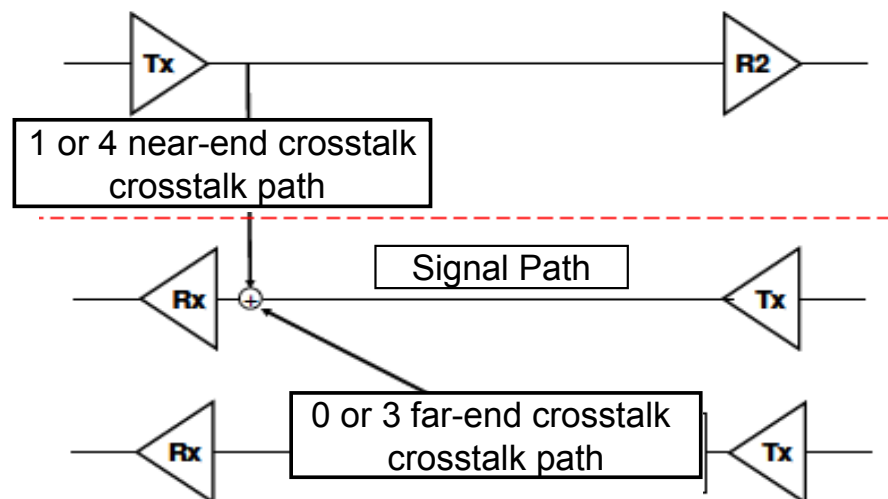 Tx
R2
1 or 4 near-end crosstalk
crosstalk path
Signal Path
Rx
+
Tx
0 or 3 far-end crosstalk
crosstalk path
Rx
Tx